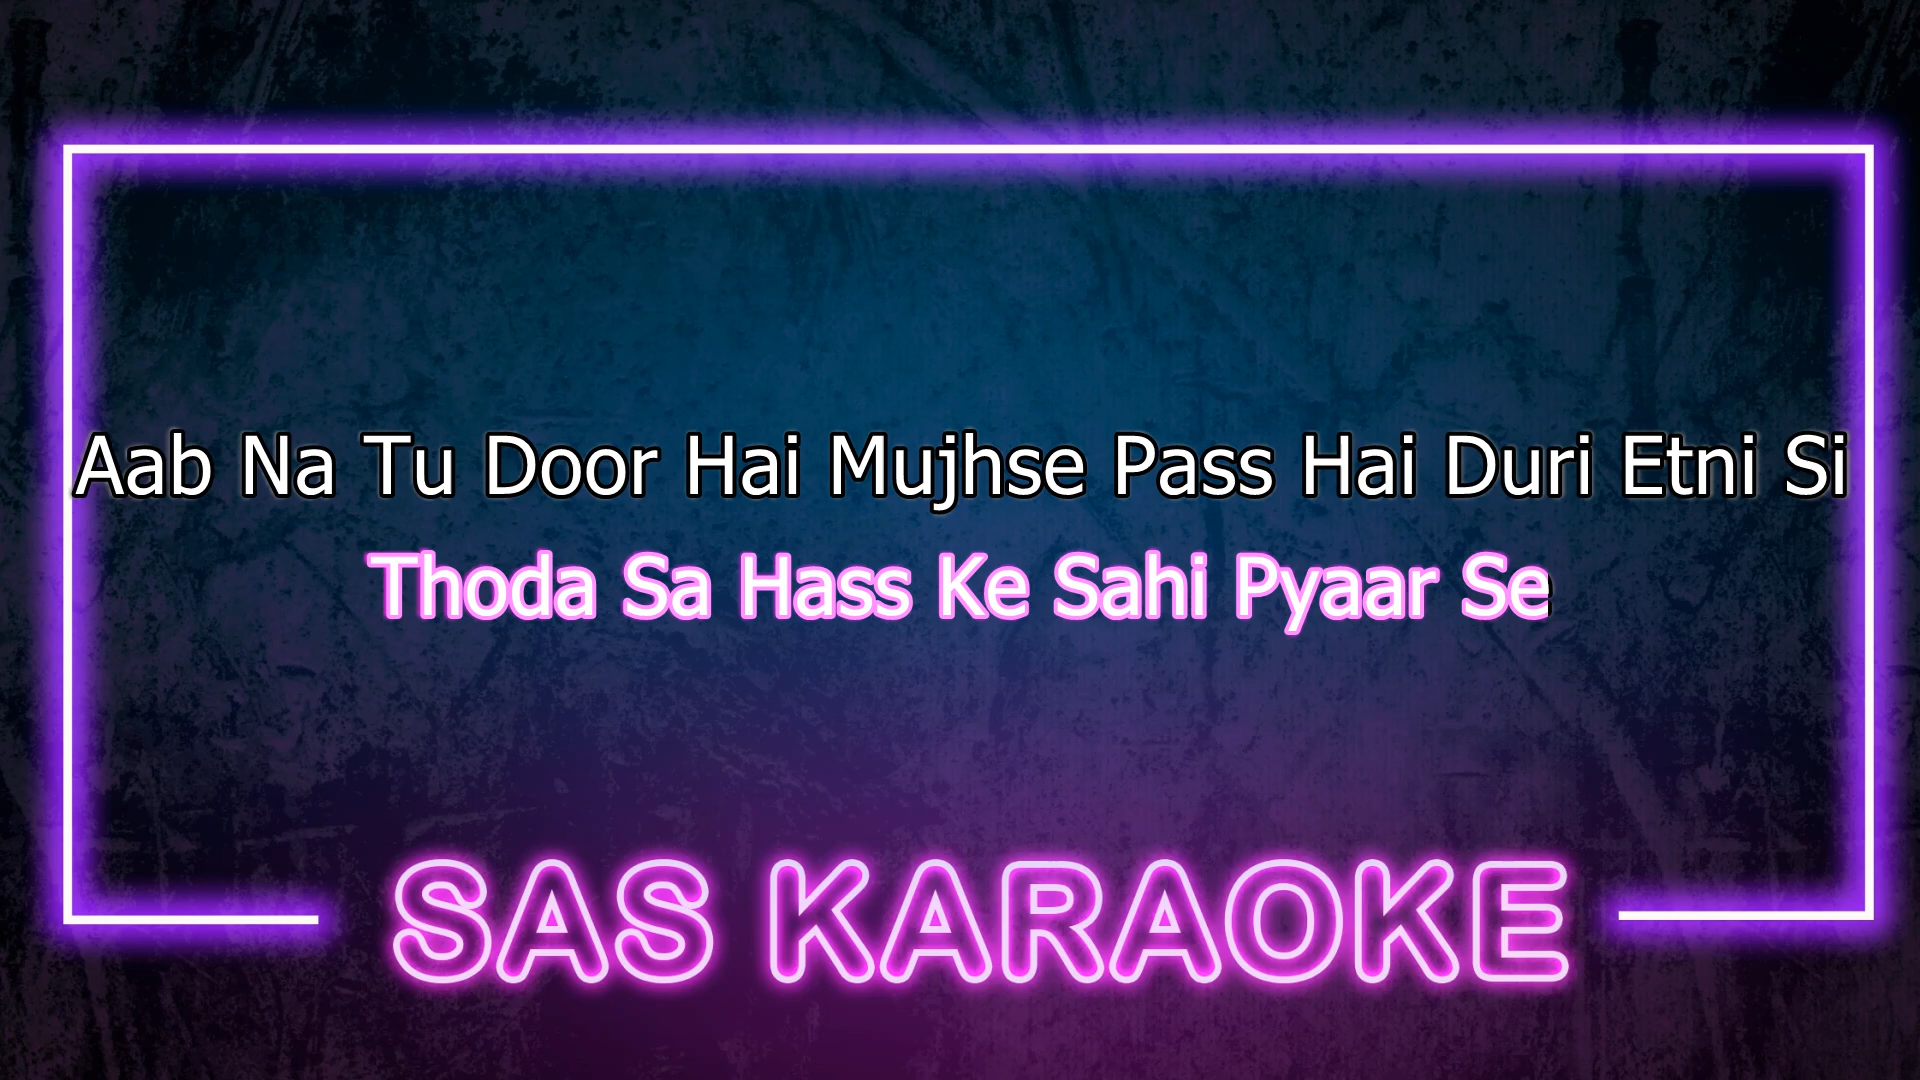 Aab Na Tu Door Hai Mujhse Pass Hai Duri Etni Si
Thoda Sa Hass Ke Sahi Pyaar Se
SAS KARAOKE